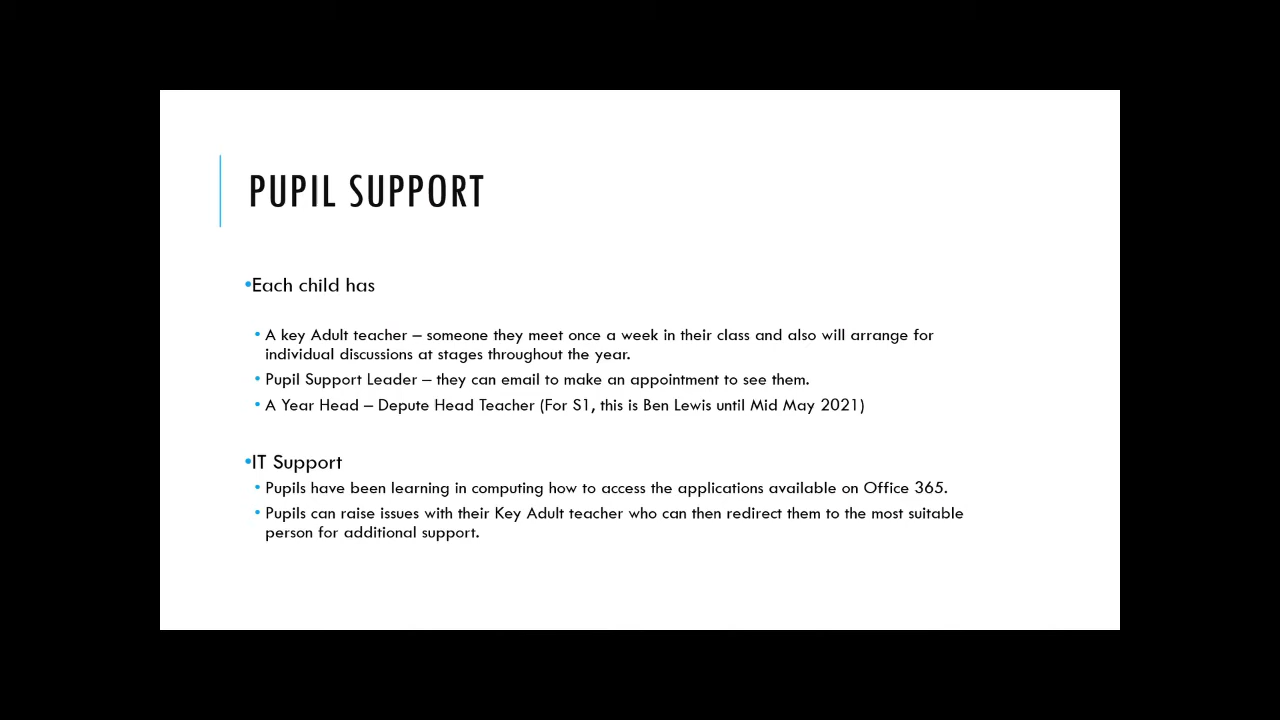 PUPIL SUPPORT
•Each child has
• A key Adult teacher – someone they meet once a week in their class and also will arrange for
individual discussions at stages throughout the year.
• Pupil Support Leader – they can email to make an appointment to see them.
• A Year Head – Depute Head Teacher (For S1, this is Ben Lewis until Mid May 2021)
•IT Support
• Pupils have been learning in computing how to access the applications available on Office 365.
• Pupils can raise issues with their Key Adult teacher who can then redirect them to the most suitable
person for additional support.